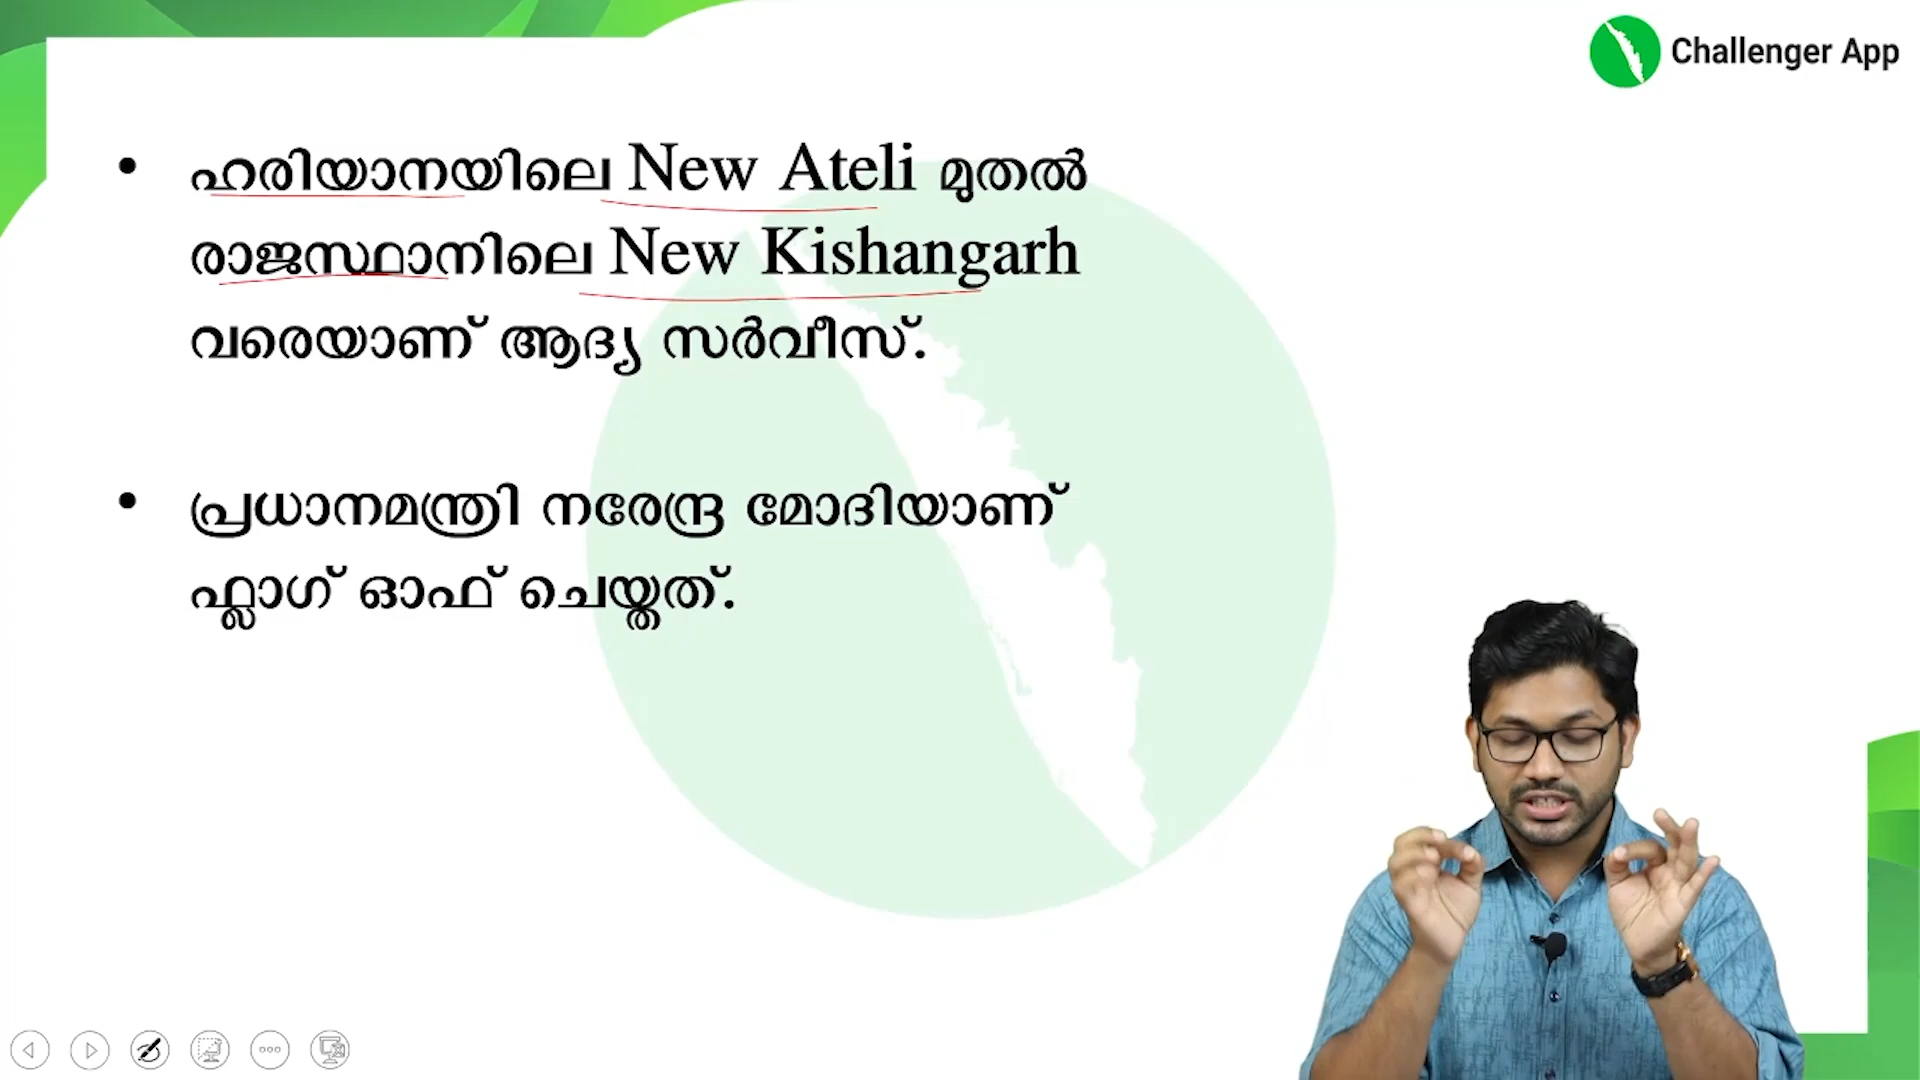 Challenger App
• ഹരിയാനയിലെ New Ateli മുതൽ
രാജസ്ഥാനിലെ New Kishangarh
വരെയാണ് ആദ്യ സർവീസ്.
• പ്രധാനമന്ത്രി നരേന്ദ്ര മോദിയാണ്
ഫ്ലാഗ് ഓഫ് ചെയ്തത്.